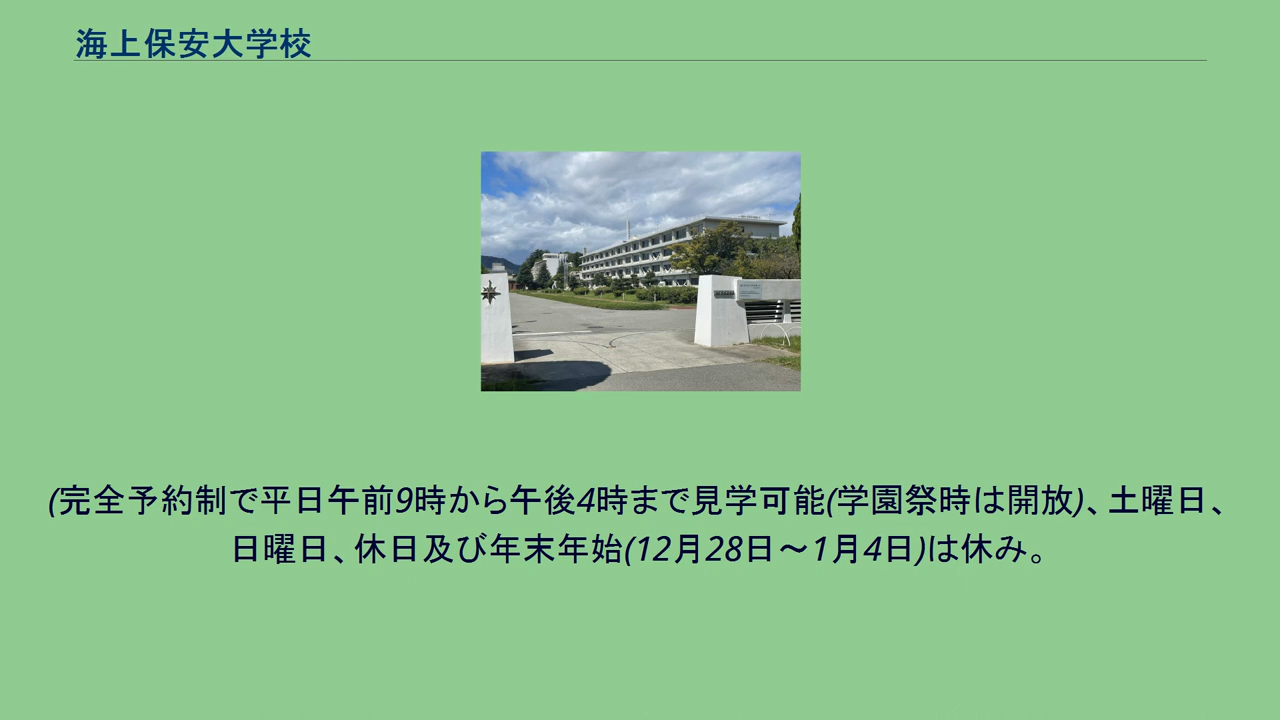 海上保安大学校
(完全予約制で平日午前9時から午後4時まで見学可能(学園祭時は開放)、土曜日、
日曜日、休日及び年末年始(12月28日～1月4日)は休み。